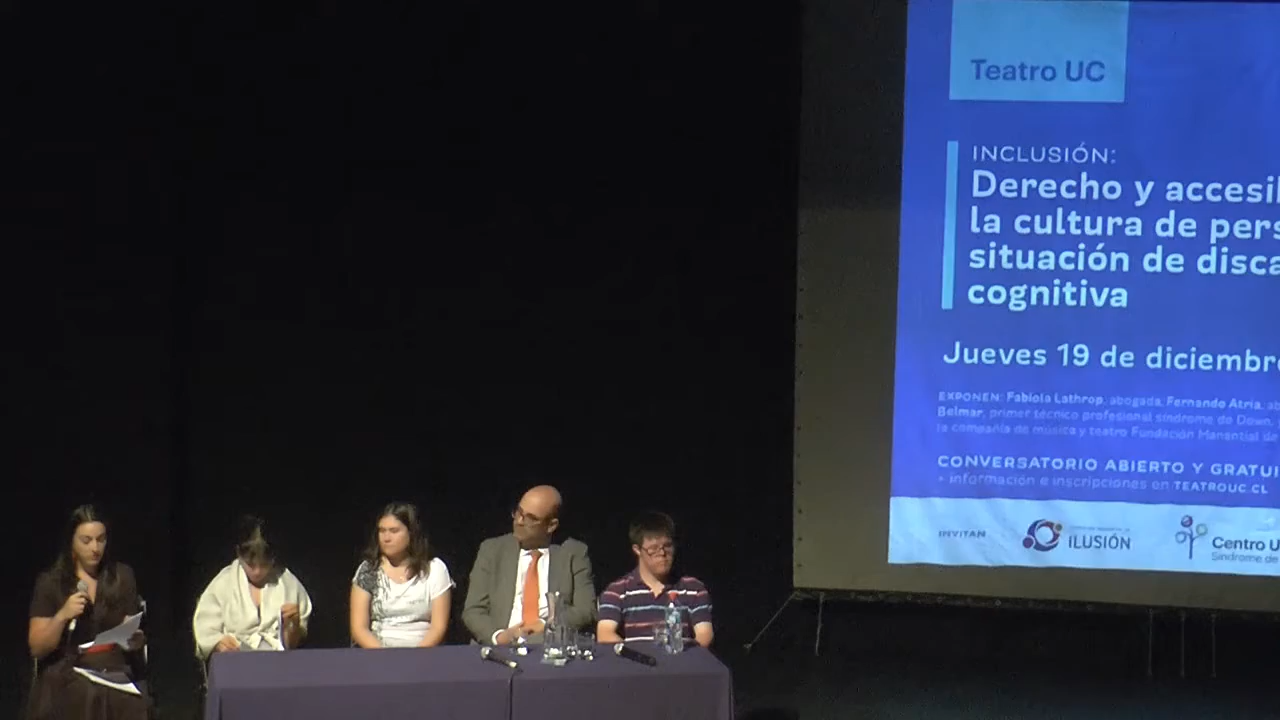 Teatro UC
INCLUSIÓN:
Derecho y accesi
la cultura de pers
situación de disca
cognitiva
Jueves 19 de diciembr
EXPONEN: Fabiola Lathrop, abogada, Fernando Atria, ab
Belmar, primer técnico profesional síndrome de Down,
la compañía de música y teatro Fundación Manantial de
CONVERSATORIO ABIERTO Y GRATUI
+ información e inscripciones en TEATROUC.CL
INVITAN
ILUSIÓN
Centro U
Síndrome de